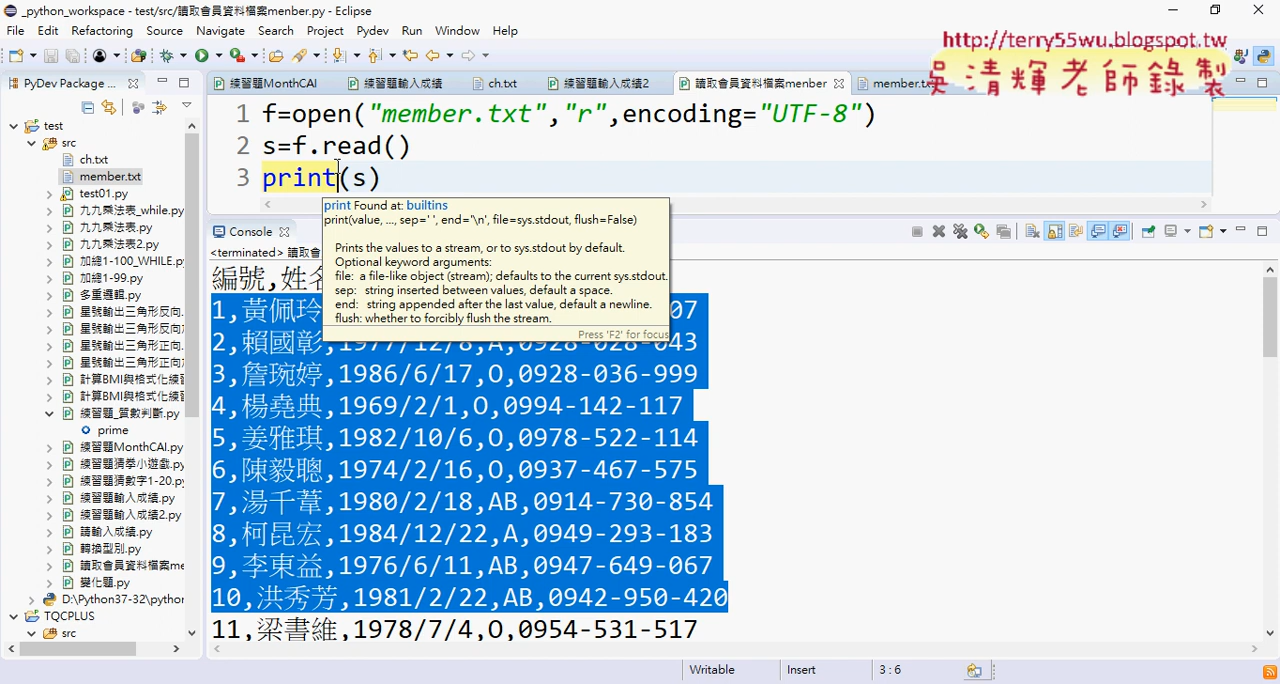 _python_workspace - test/src/讀取會員資料檔案menber.py - Eclipse
File Edit Refactoring Source Navigate Search Project Pydev Run Window Help
http://terry55wu.blogspot.tw
吳清輝老師錄製
PyDev Package ...
練習題MonthCAl
練習題輸入成績
ch.txt
練習題輸入成績2
讀取會員資料檔案menber
member.tx
test
src
ch.txt
member.txt
test01.py
九九乘法表_while.py
九九乘法表.py
九九乘法表2.py
加總1-100_WHILE.py
加總1-99.py
多重邏輯.py
星號輸出三角形反向.
星號輸出三角形反向.
星號輸出三角形正向.
星號輸出三角形正向.
計算BMI與格式化練習
計算BMI與格式化練習
練習題_質數判斷.py
prime
練習題MonthCAl.py
練習題猜拳小遊戲.py
練習題猜數字1-20.py
練習題輸入成績.py
練習題輸入成績2.py
請輸入成績.py
轉換型別.py
讀取會員資料檔案me
變化題.py
D:\Python37-32\python
TQCPLUS
src
1 f=open("member.txt","r",encoding="UTF-8")
2 s=f.read()
3 print(s)
print Found at: builtins
print(value, ..., sep=' ', end='\n', file=sys.stdout, flush=False)
Prints the values to a stream, or to sys.stdout by default.
Optional keyword arguments:
file: a file-like object (stream); defaults to the current sys.stdout.
sep: string inserted between values, default a space.
end: string appended after the last value, default a newline.
flush: whether to forcibly flush the stream.
Press 'F2' for focus
Console
<terminated> 讀取會
編號,姓名
1,黃佩玲 07
2,賴國彰,1977/12/8,A,0928-028-043
3,詹琬婷,1986/6/17,O,0928-036-999
4,楊堯典,1969/2/1,O,0994-142-117
5,姜雅琪,1982/10/6,O,0978-522-114
6,陳毅聰,1974/2/16,O,0937-467-575
7,湯千葦,1980/2/18,AB,0914-730-854
8,柯昆宏,1984/12/22,A,0949-293-183
9,李東益,1976/6/11,AB,0947-649-067
10,洪秀芳,1981/2/22,AB,0942-950-420
11,梁書維,1978/7/4,O,0954-531-517
Writable Insert 3 : 6